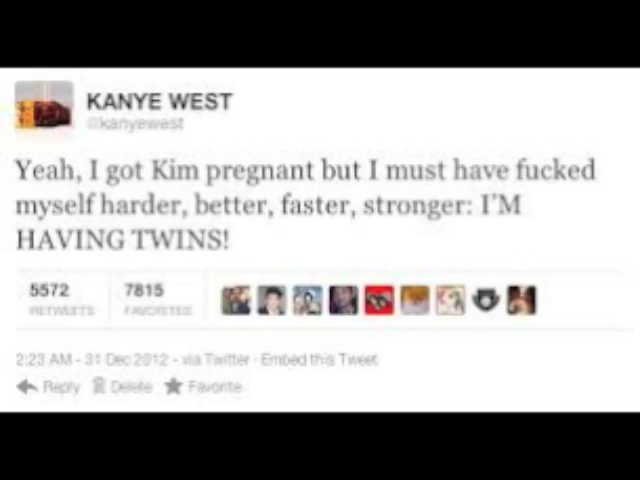 KANYE WEST
@kanyewest
Yeah, I got Kim pregnant but I must have fucked
myself harder, better, faster, stronger: I'M
HAVING TWINS!
5572 7815
RETWEETS FAVORITES
2:23 AM - 31 Dec 2012 - via Twitter · Embed this Tweet
Reply Delete Favorite